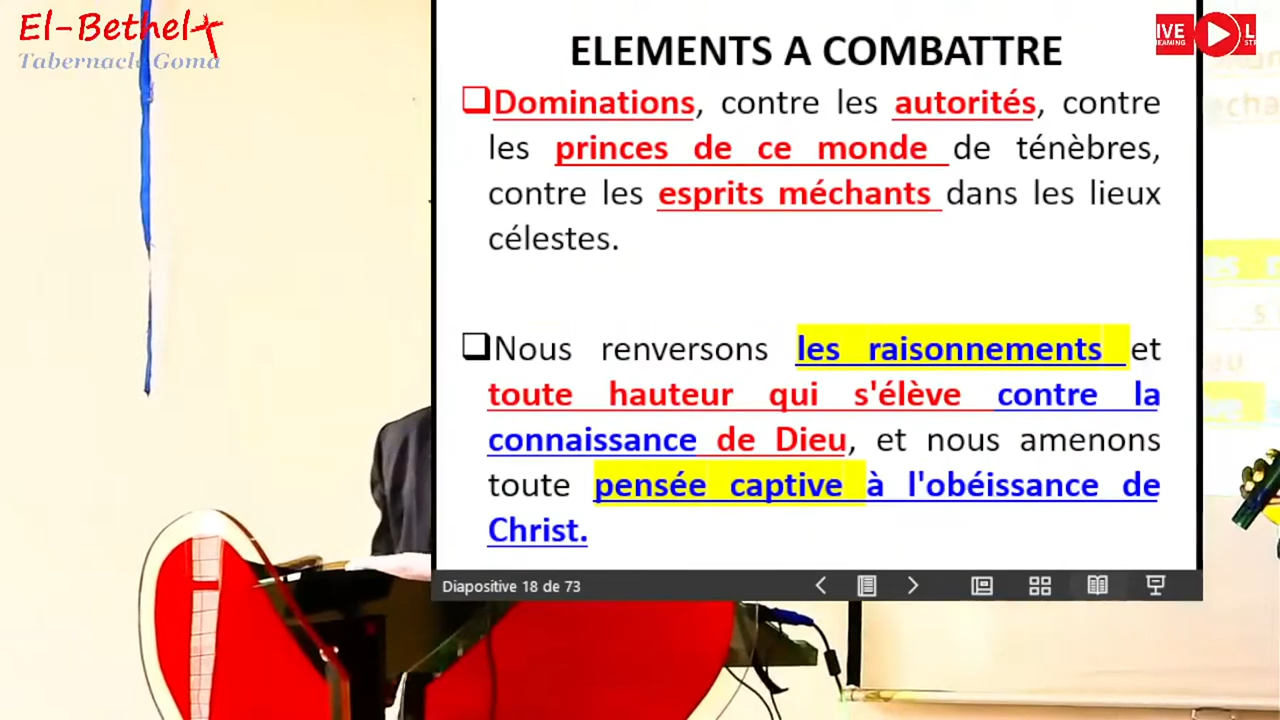 El-Bethel
Tabernacle Goma
ELEMENTS A COMBATTRE
❑Dominations, contre les autorités, contre
les princes de ce monde de ténèbres,
contre les esprits méchants dans les lieux
célestes.
❑Nous renversons les raisonnements et
toute hauteur qui s'élève contre la
connaissance de Dieu, et nous amenons
toute pensée captive à l'obéissance de
Christ.
Diapositive 18 de 73